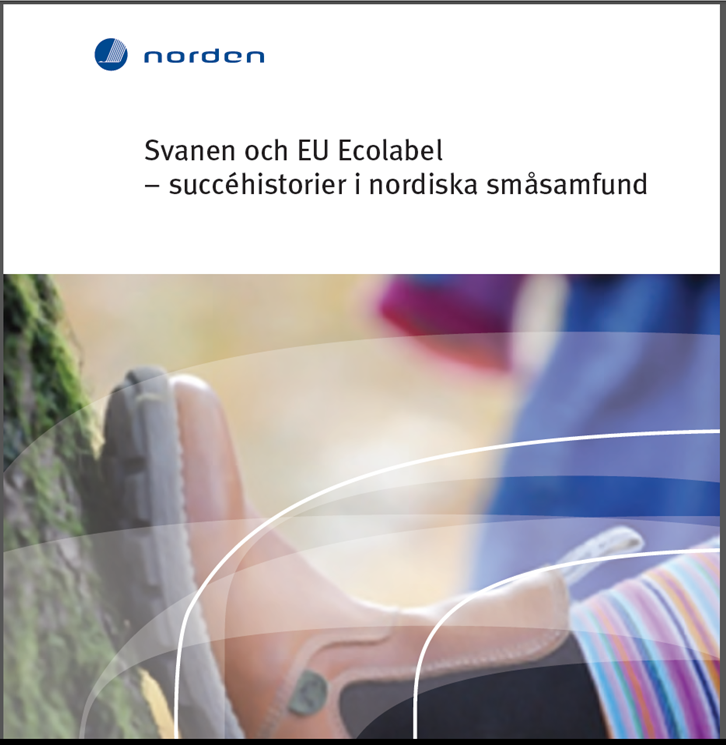 norden
Svanen och EU Ecolabel
– succéhistorier i nordiska småsamfund